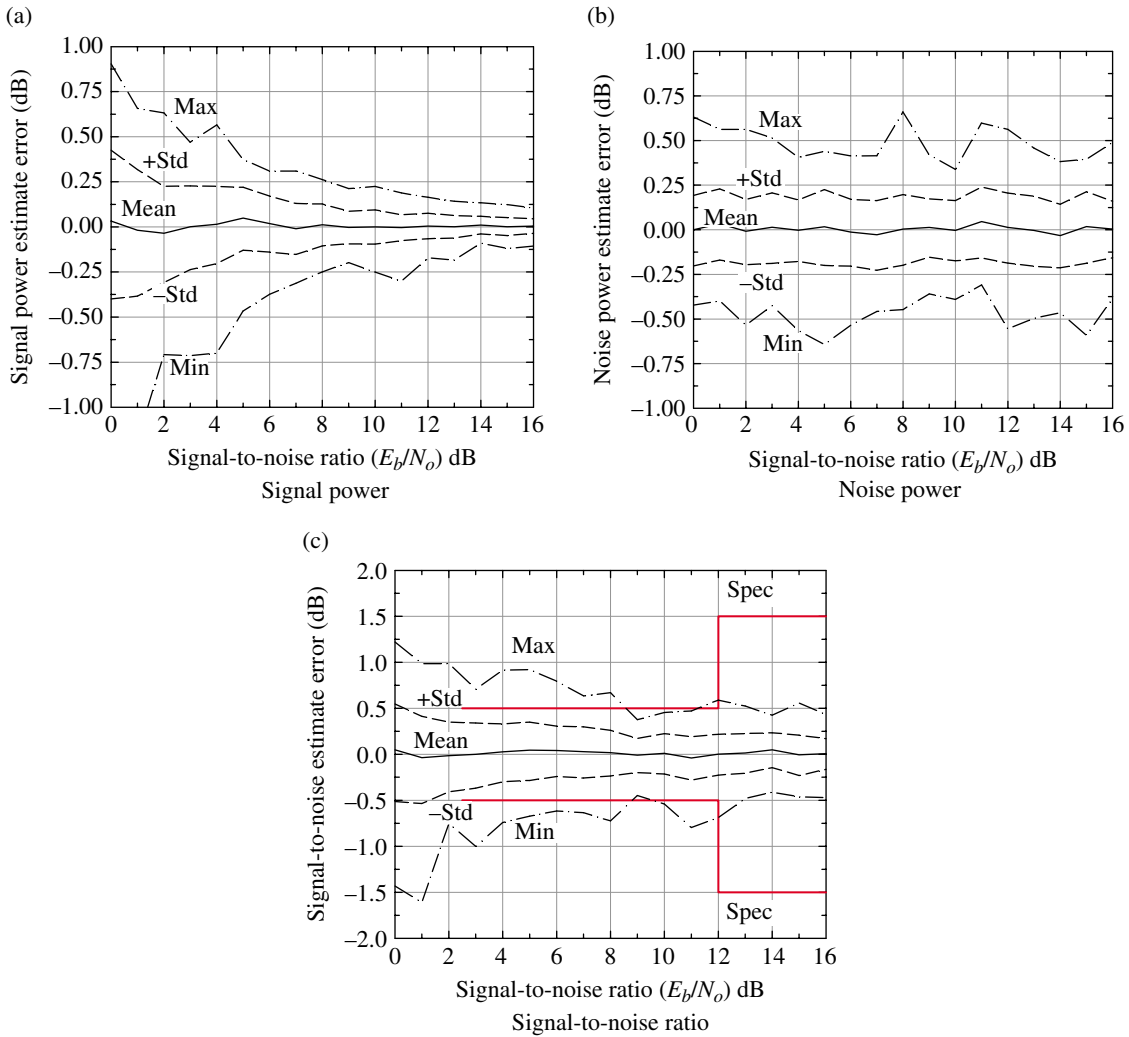 (a)
Signal power estimate error (dB)
1.00
0.75
0.50
0.25
0.00
−0.25
−0.50
−0.75
−1.00
Max
+Std
Mean
−Std
Min
0 2 4 6 8 10 12 14 16
Signal-to-noise ratio (E_b/N_o) dB
Signal power
(b)
Noise power estimate error (dB)
1.00
0.75
0.50
0.25
0.00
−0.25
−0.50
−0.75
−1.00
Max
+Std
Mean
−Std
Min
0 2 4 6 8 10 12 14 16
Signal-to-noise ratio (E_b/N_o) dB
Noise power
(c)
Signal-to-noise estimate error (dB)
2.0
1.5
1.0
0.5
0.0
−0.5
−1.0
−1.5
−2.0
Spec
Max
+Std
Mean
−Std
Min
Spec
0 2 4 6 8 10 12 14 16
Signal-to-noise ratio (E_b/N_o) dB
Signal-to-noise ratio